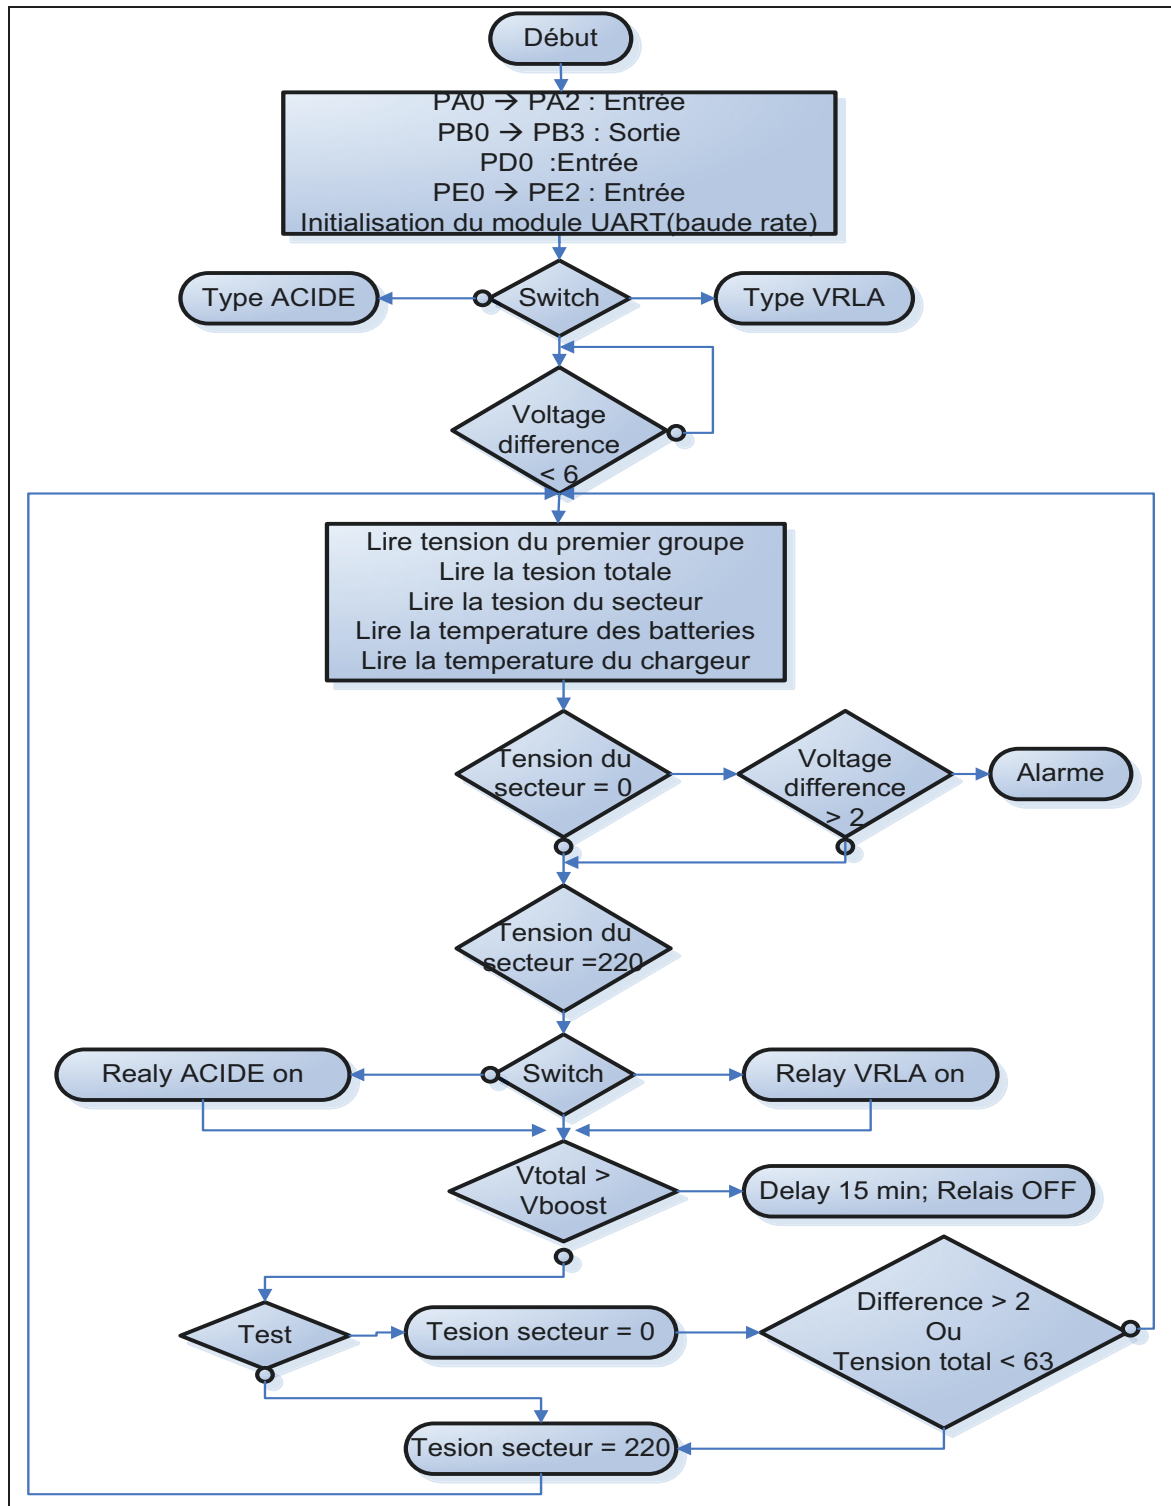 Début
PA0 → PA2 : Entrée
PB0 → PB3 : Sortie
PD0 :Entrée
PE0 → PE2 : Entrée
Initialisation du module UART(baude rate)
Type ACIDE
Switch
Type VRLA
Voltage
difference
< 6
Lire tension du premier groupe
Lire la tesion totale
Lire la tesion du secteur
Lire la temperature des batteries
Lire la temperature du chargeur
Tension du
secteur = 0
Voltage
difference
> 2
Alarme
Tension du
secteur =220
Realy ACIDE on
Switch
Relay VRLA on
Vtotal >
Vboost
Delay 15 min; Relais OFF
Test
Tesion secteur = 0
Difference > 2
Ou
Tension total < 63
Tesion secteur = 220